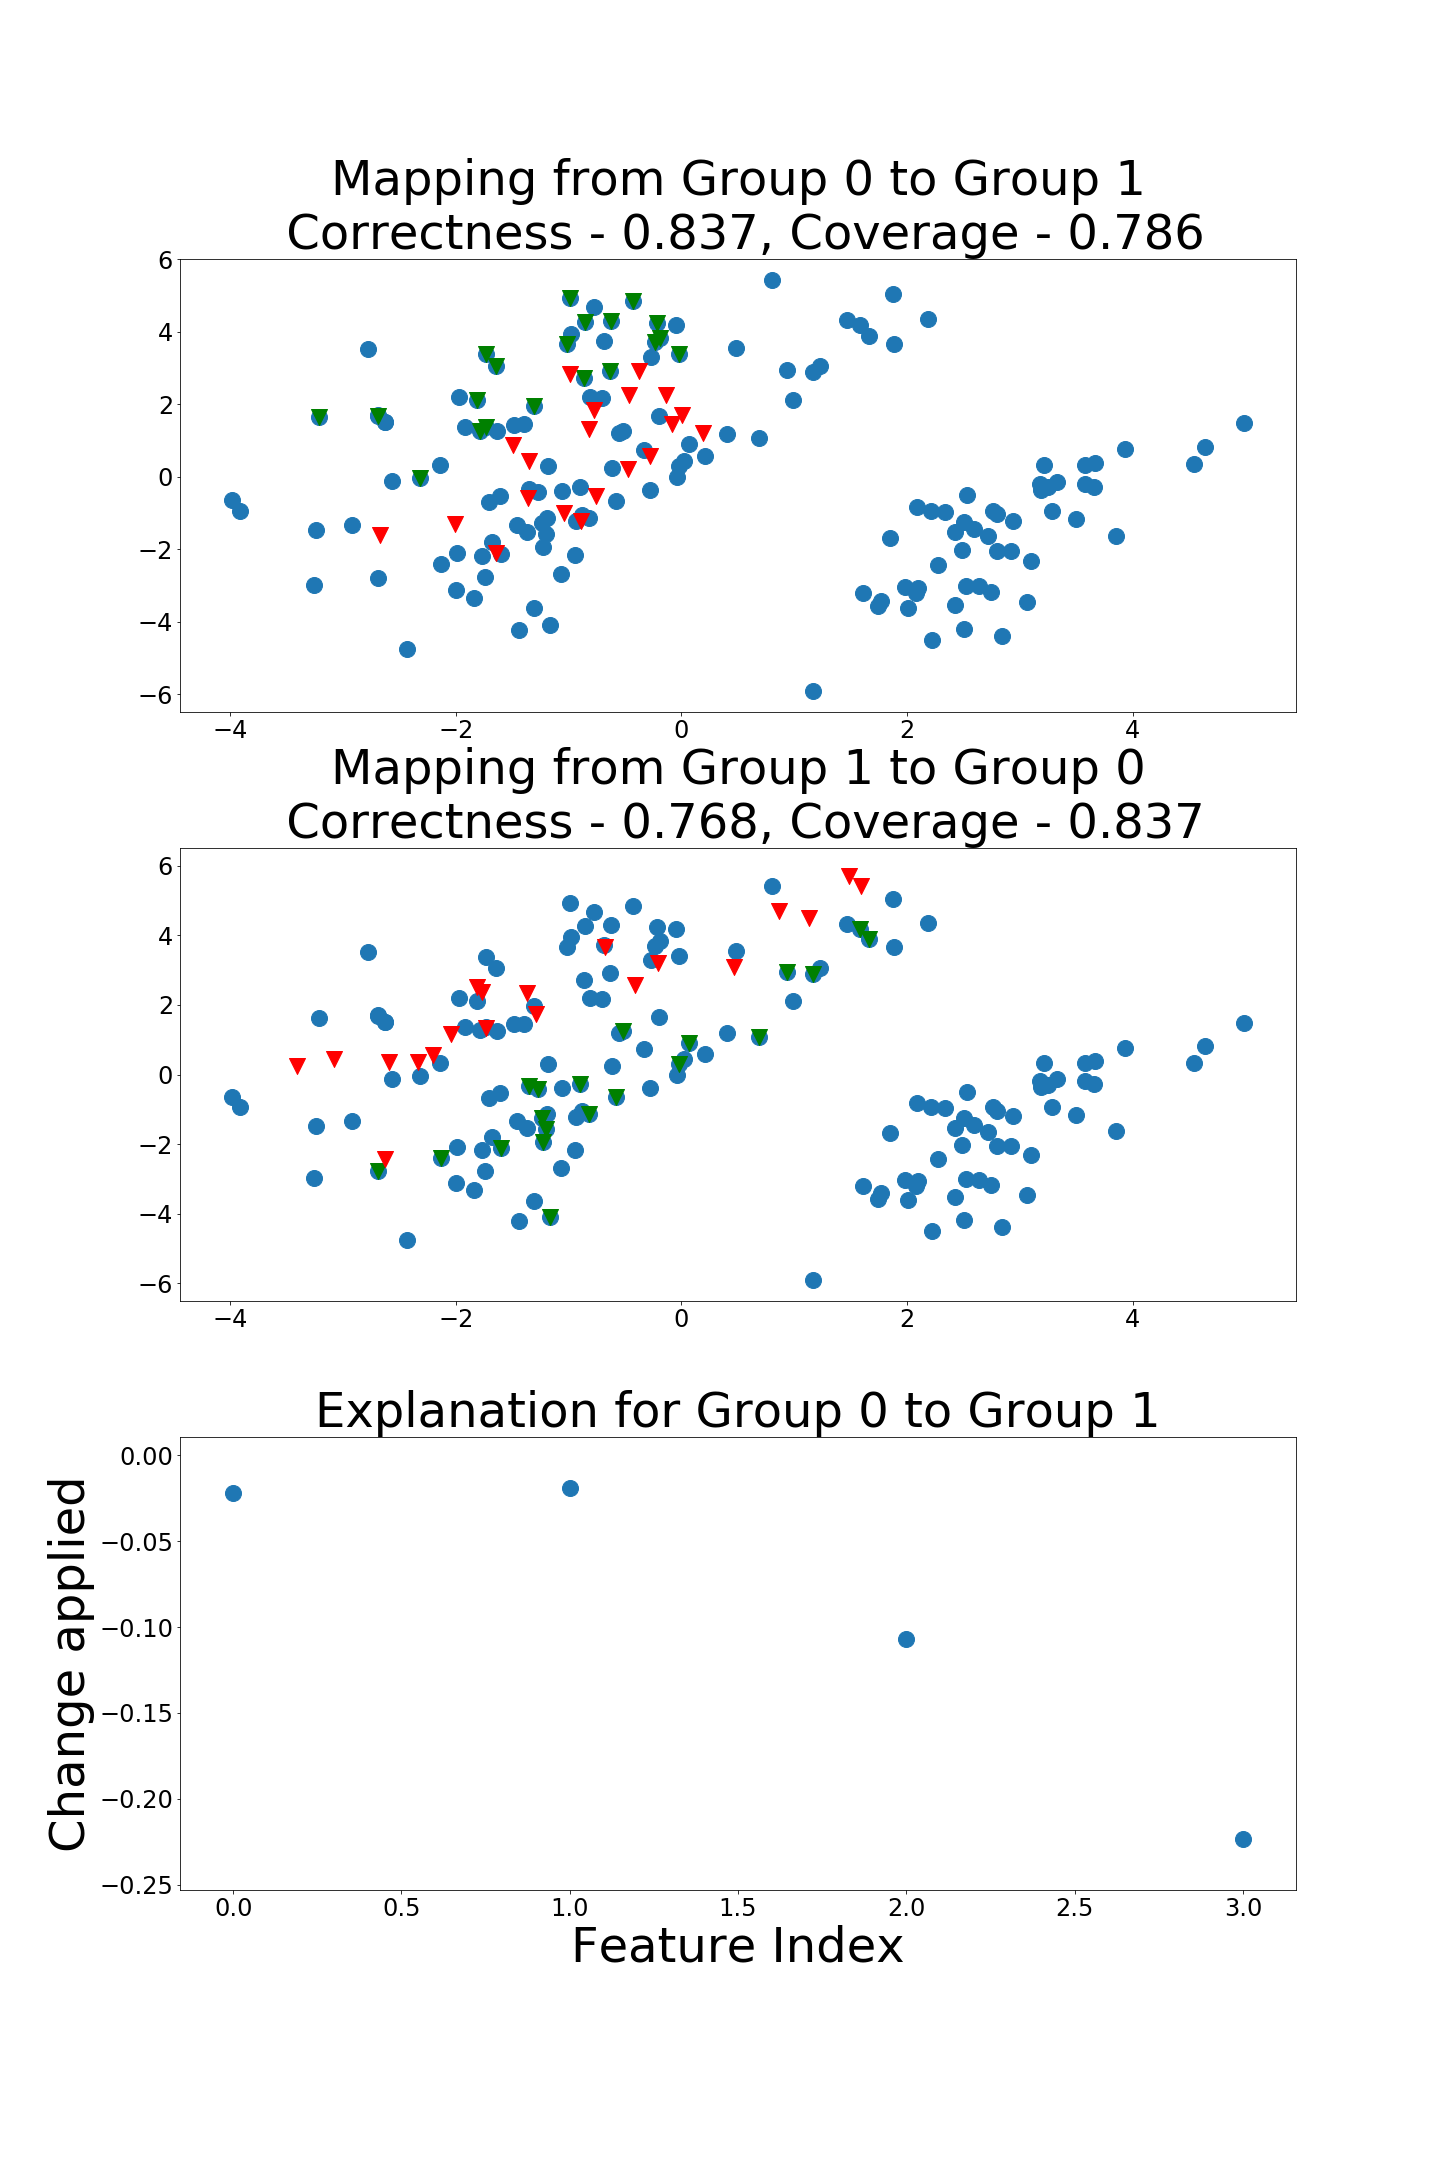 Mapping from Group 0 to Group 1
Correctness - 0.837, Coverage - 0.786
6
4
2
0
−2
−4
−6
−4 −2 0 2 4
Mapping from Group 1 to Group 0
Correctness - 0.768, Coverage - 0.837
6
4
2
0
−2
−4
−6
−4 −2 0 2 4
Explanation for Group 0 to Group 1
Change applied
0.00
−0.05
−0.10
−0.15
−0.20
−0.25
0.0 0.5 1.0 1.5 2.0 2.5 3.0
Feature Index